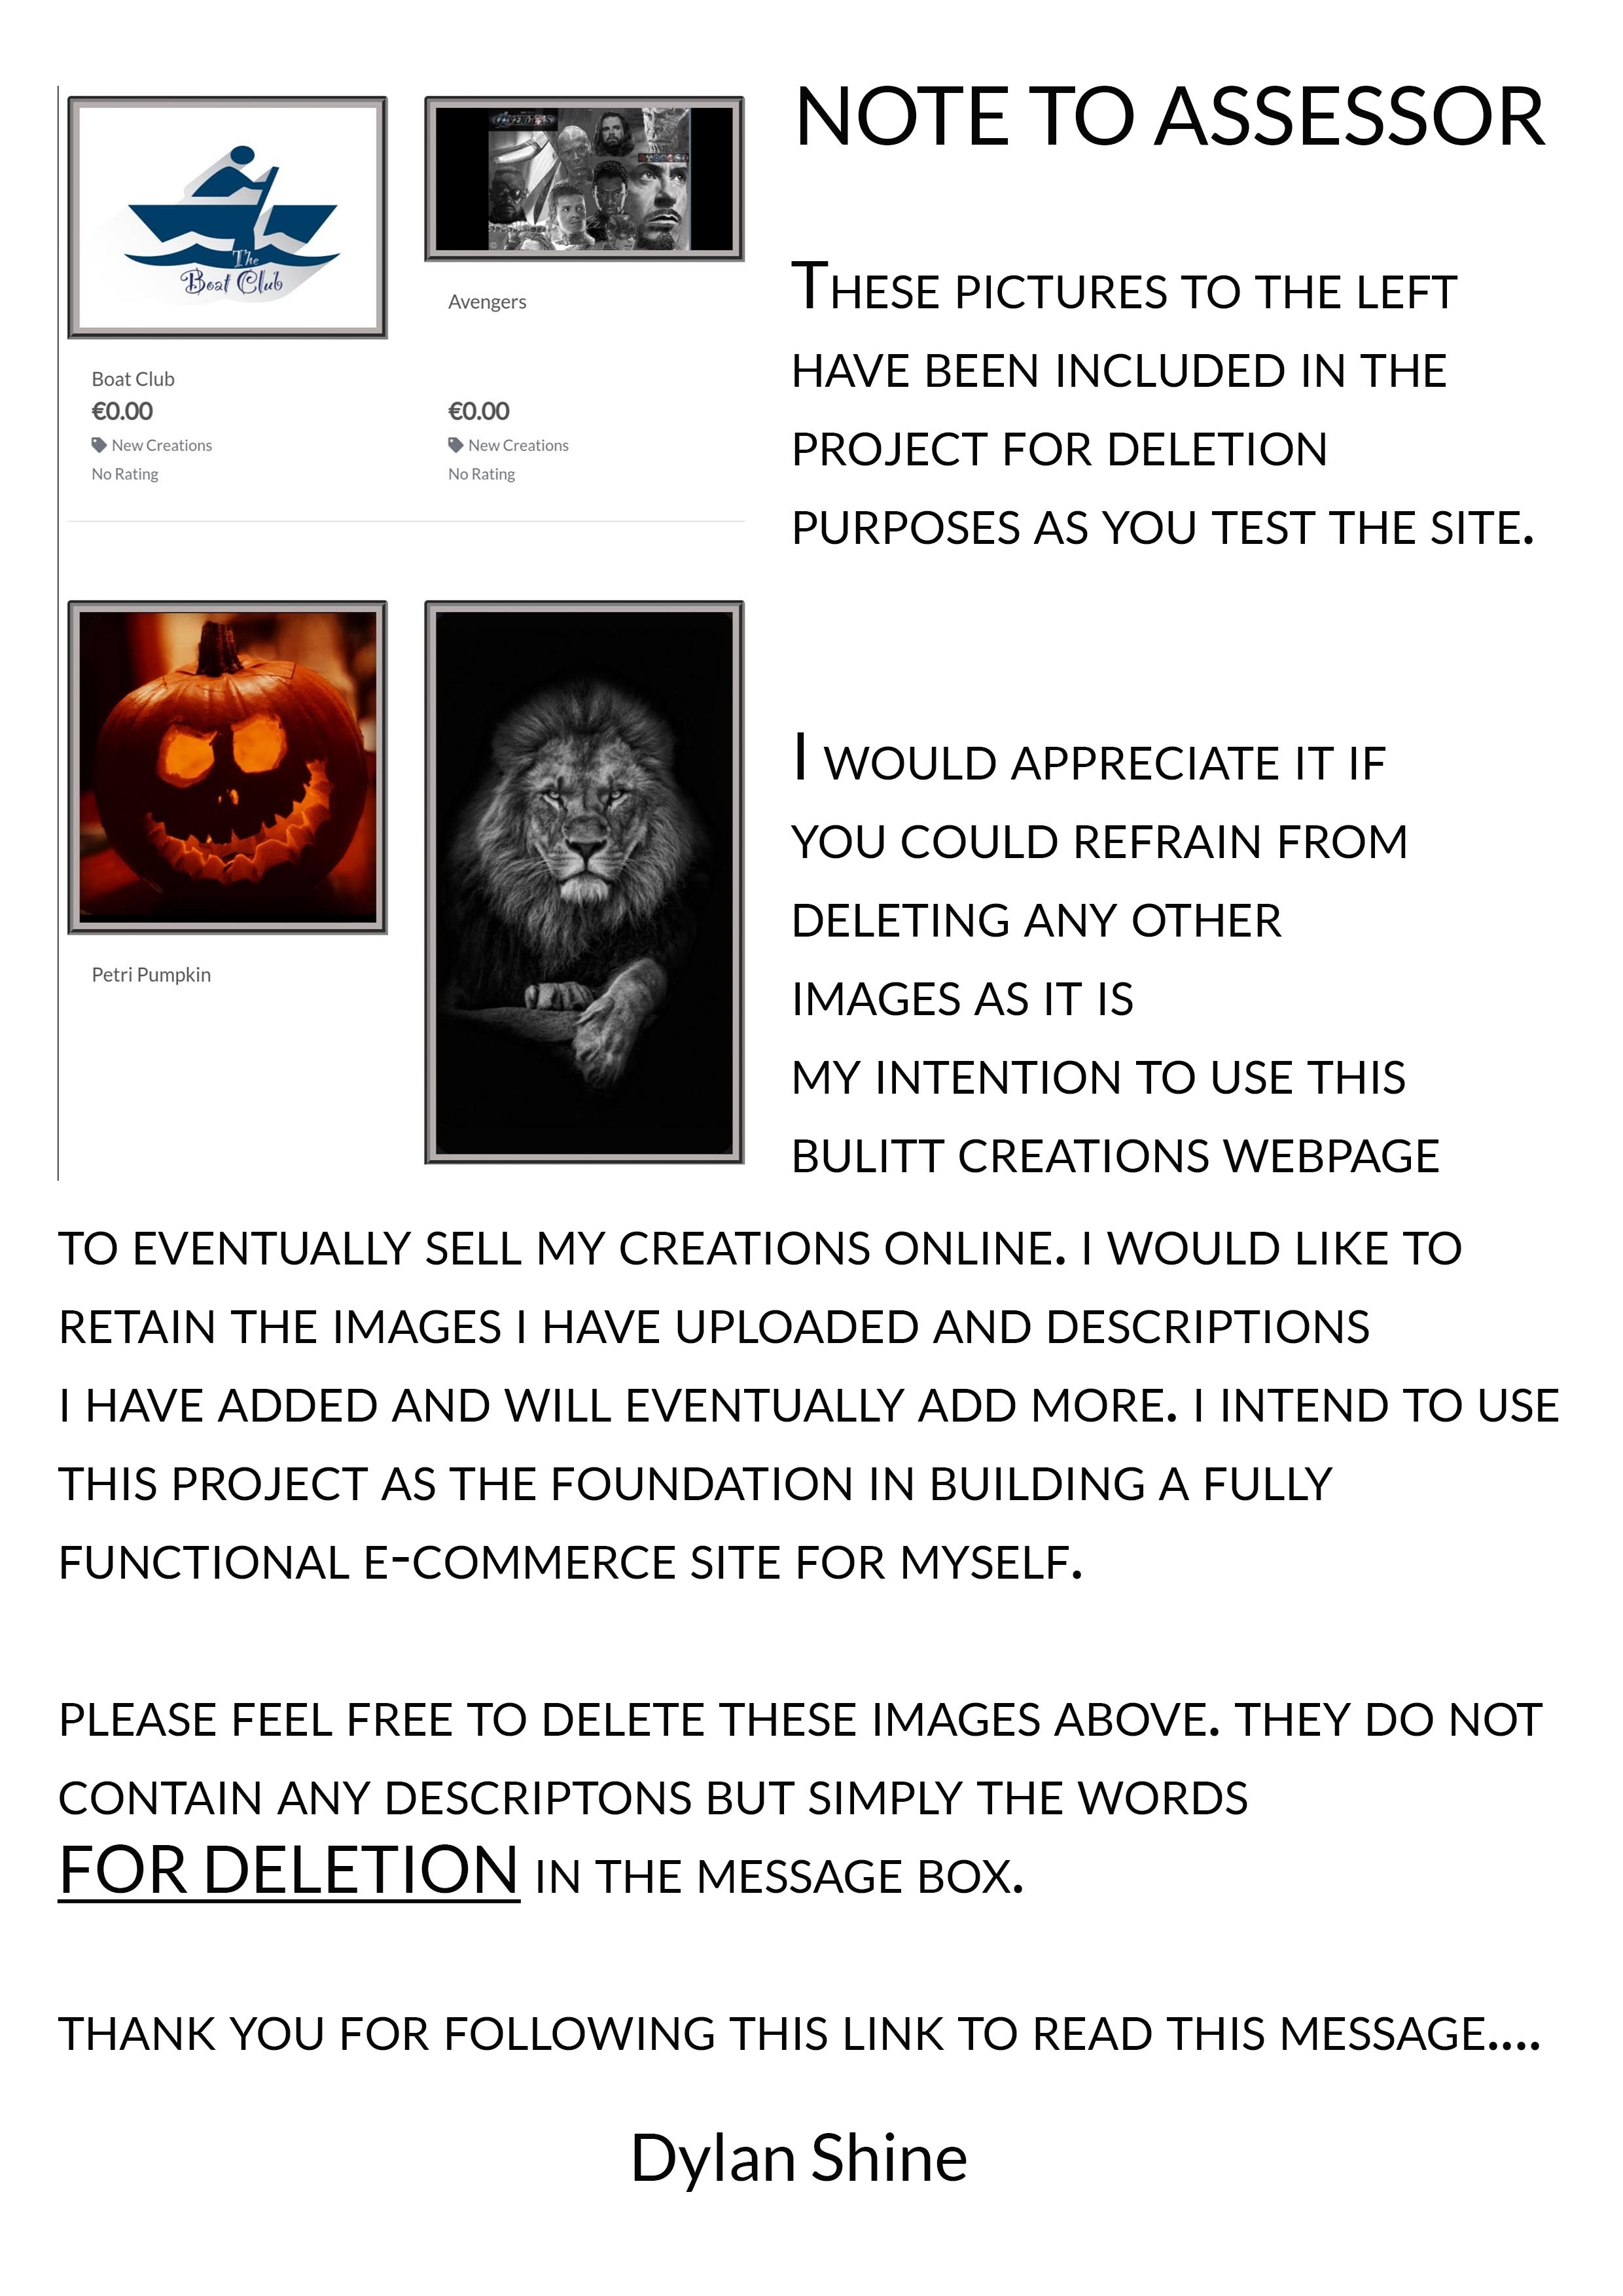 NOTE TO ASSESSOR
The
Boat Club
Boat Club
€0.00
New Creations
No Rating
AVENGERS
Avengers
€0.00
New Creations
No Rating
Petri Pumpkin
THESE PICTURES TO THE LEFT
HAVE BEEN INCLUDED IN THE
PROJECT FOR DELETION
PURPOSES AS YOU TEST THE SITE.
I WOULD APPRECIATE IT IF
YOU COULD REFRAIN FROM
DELETING ANY OTHER
IMAGES AS IT IS
MY INTENTION TO USE THIS
BULITT CREATIONS WEBPAGE
TO EVENTUALLY SELL MY CREATIONS ONLINE. I WOULD LIKE TO
RETAIN THE IMAGES I HAVE UPLOADED AND DESCRIPTIONS
I HAVE ADDED AND WILL EVENTUALLY ADD MORE. I INTEND TO USE
THIS PROJECT AS THE FOUNDATION IN BUILDING A FULLY
FUNCTIONAL E-COMMERCE SITE FOR MYSELF.
PLEASE FEEL FREE TO DELETE THESE IMAGES ABOVE. THEY DO NOT
CONTAIN ANY DESCRIPTONS BUT SIMPLY THE WORDS
FOR DELETION IN THE MESSAGE BOX.
THANK YOU FOR FOLLOWING THIS LINK TO READ THIS MESSAGE....
Dylan Shine